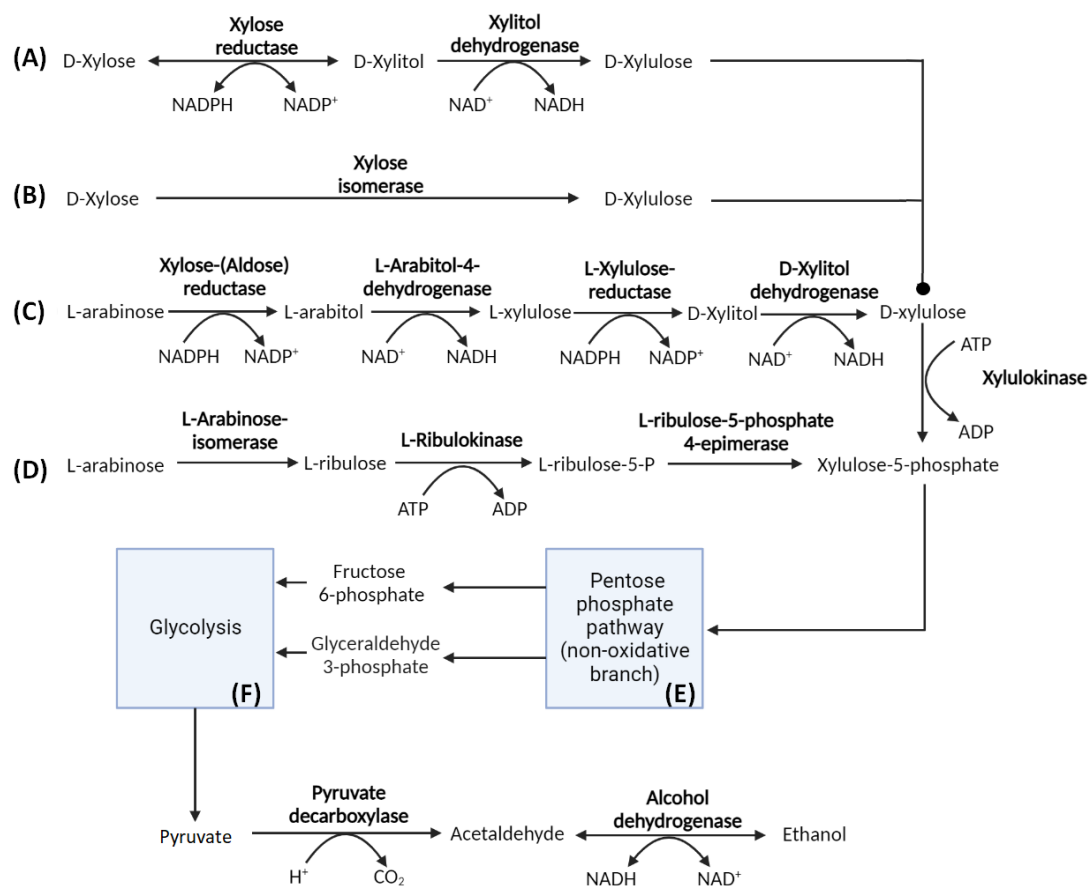 Xylose
reductase
Xylitol
dehydrogenase
(A) D-Xylose D-Xylitol D-Xylulose
NADPH NADP⁺ NAD⁺ NADH
Xylose
isomerase
(B) D-Xylose D-Xylulose
Xylose-(Aldose)
reductase
L-Arabitol-4-
dehydrogenase
L-Xylulose-
reductase
D-Xylitol
dehydrogenase
(C) L-arabinose L-arabitol L-xylulose D-Xylitol D-xylulose
NADPH NADP⁺ NAD⁺ NADH NADPH NADP⁺ NAD⁺ NADH
ATP
Xylulokinase
ADP
L-Arabinose-
isomerase
L-Ribulokinase
L-ribulose-5-phosphate
4-epimerase
(D) L-arabinose L-ribulose L-ribulose-5-P Xylulose-5-phosphate
ATP ADP
Glycolysis
(F)
Fructose
6-phosphate
Glyceraldehyde
3-phosphate
Pentose
phosphate
pathway
(non-oxidative
branch)
(E)
Pyruvate
decarboxylase
Alcohol
dehydrogenase
Pyruvate Acetaldehyde Ethanol
H⁺ CO₂ NADH NAD⁺